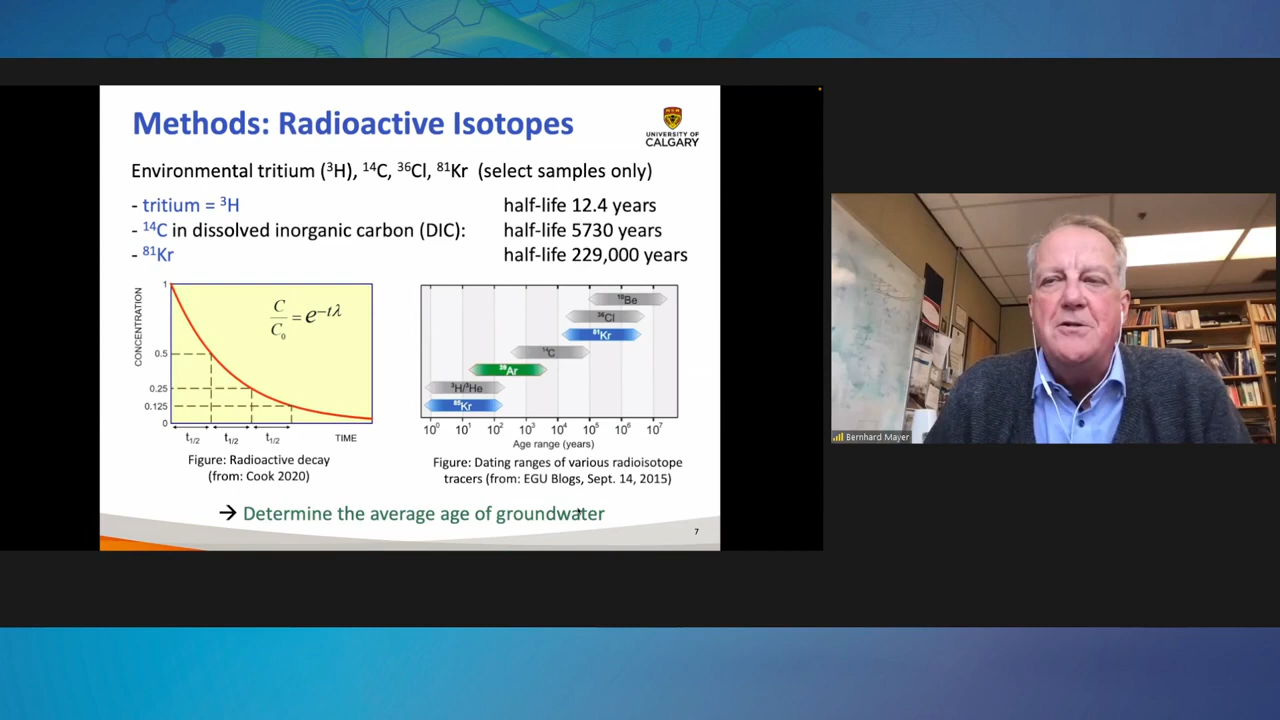 Methods: Radioactive Isotopes
UNIVERSITY OF
CALGARY
Environmental tritium (³H), ¹⁴C, ³⁶Cl, ⁸¹Kr (select samples only)
- tritium = ³H half-life 12.4 years
- ¹⁴C in dissolved inorganic carbon (DIC): half-life 5730 years
- ⁸¹Kr half-life 229,000 years
CONCENTRATION
1
0.5
0.25
0.125
0
C/C₀ = e^(−tλ)
t1/2 t1/2 t1/2 TIME
Figure: Radioactive decay
(from: Cook 2020)
¹⁰Be
³⁶Cl
⁸¹Kr
¹⁴C
³⁹Ar
³H/³He
⁸⁵Kr
10⁰ 10¹ 10² 10³ 10⁴ 10⁵ 10⁶ 10⁷
Age range (years)
Figure: Dating ranges of various radioisotope
tracers (from: EGU Blogs, Sept. 14, 2015)
→ Determine the average age of groundwater
7
Bernhard Mayer